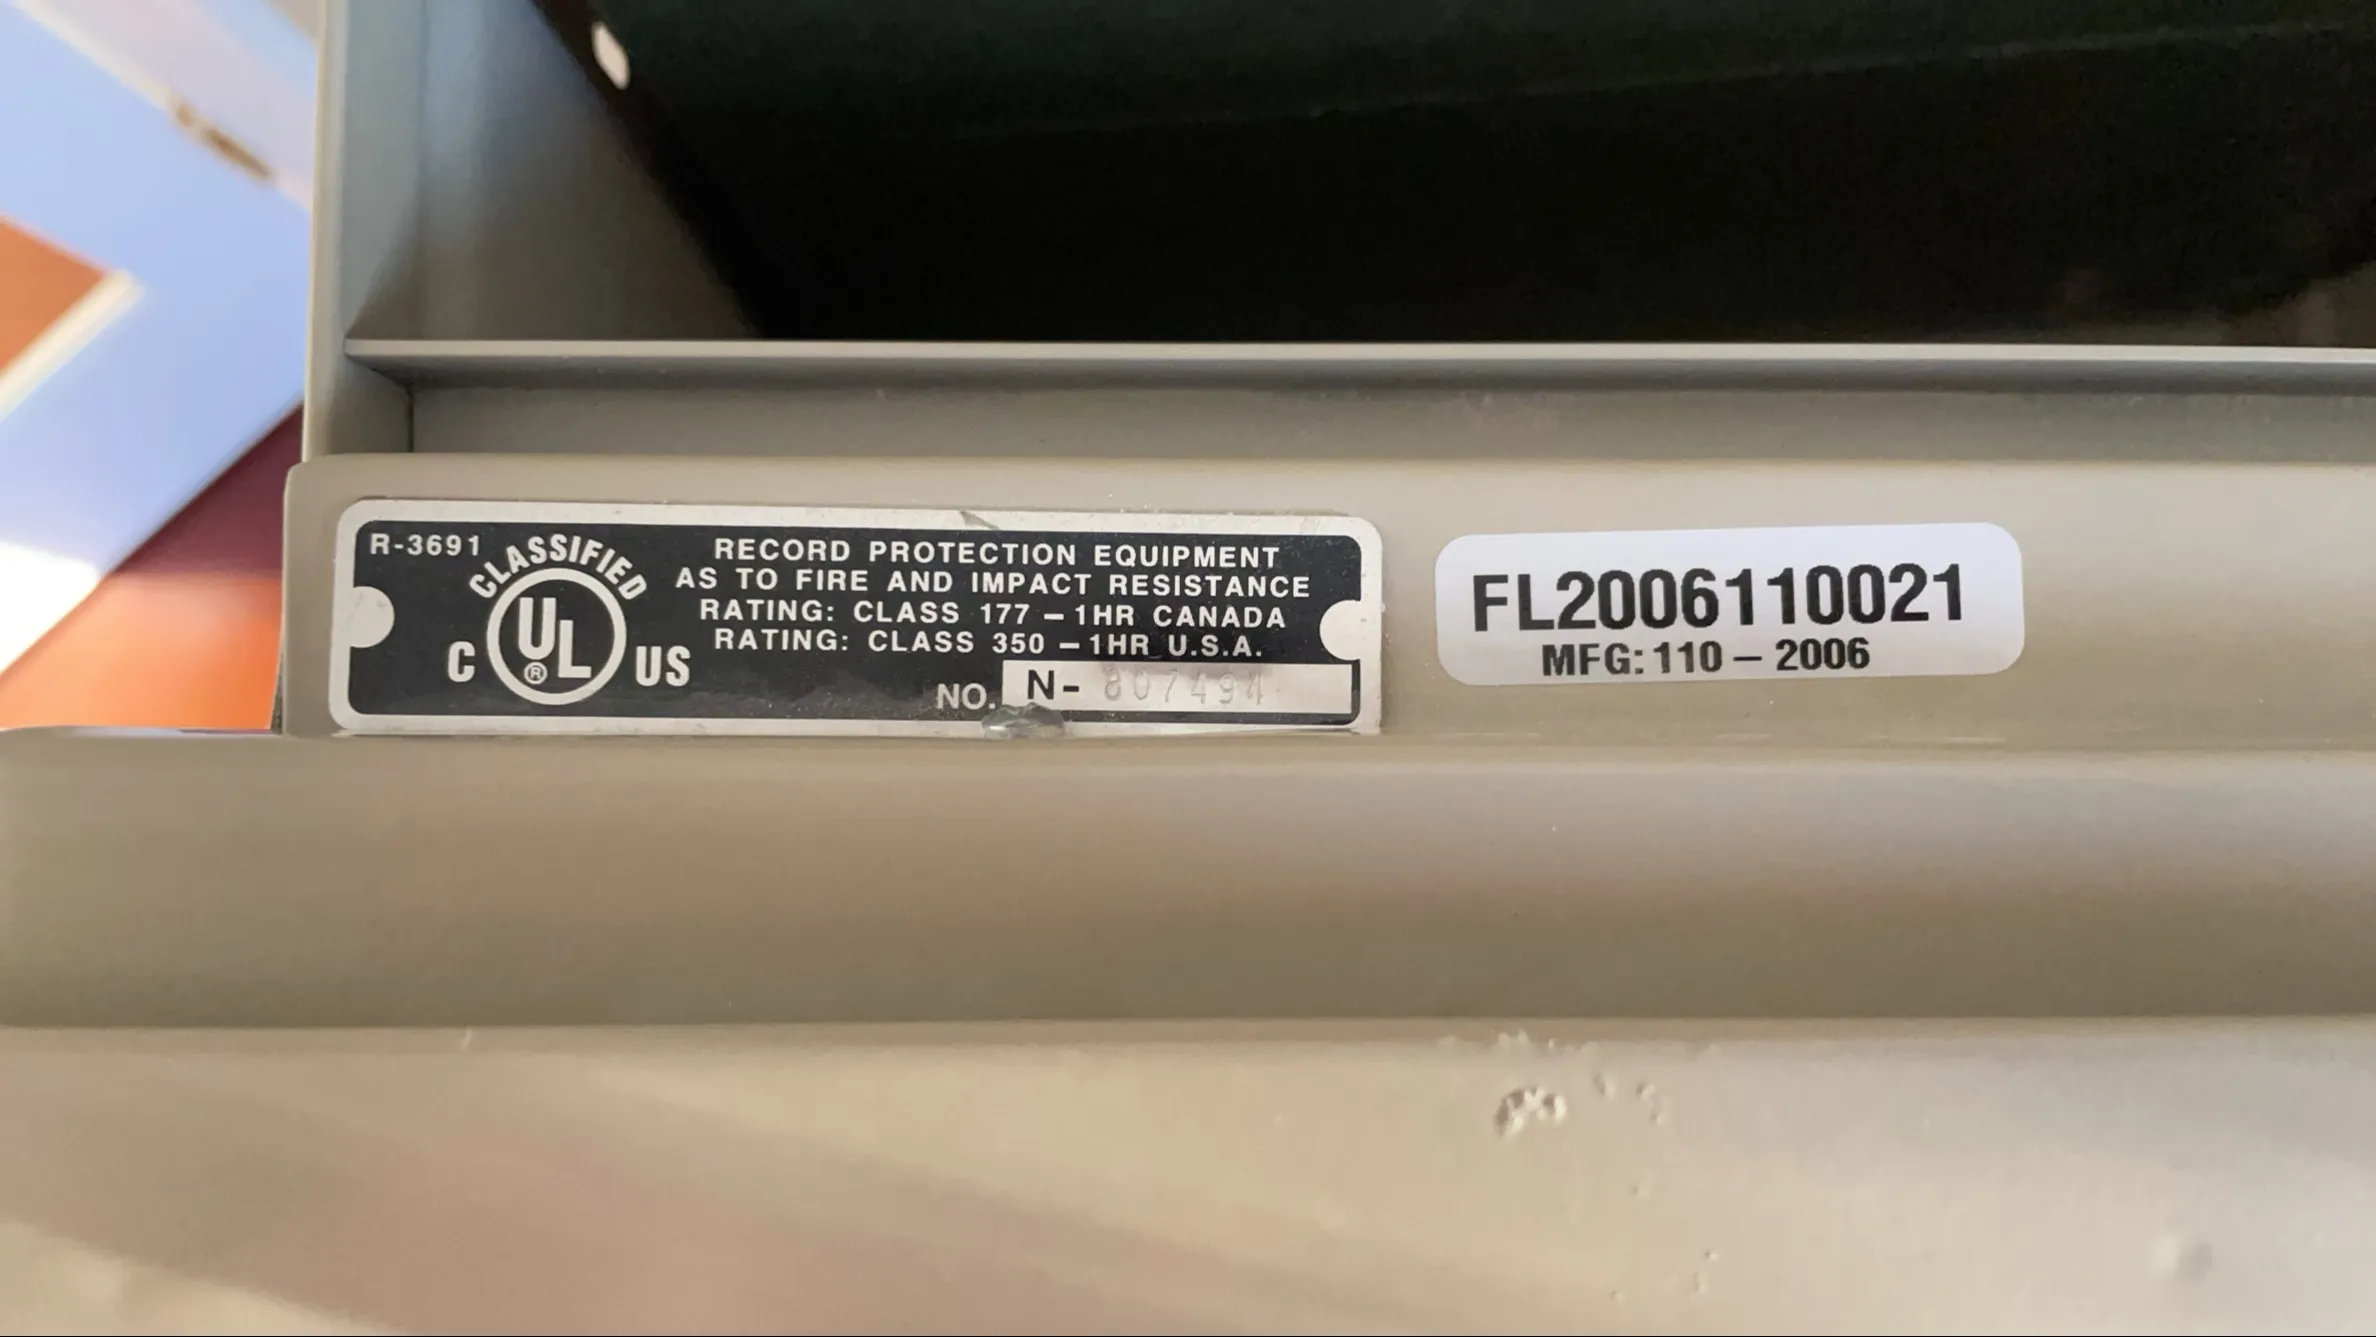 R-3691
CLASSIFIED
C UL US
®
RECORD PROTECTION EQUIPMENT
AS TO FIRE AND IMPACT RESISTANCE
RATING: CLASS 177 – 1HR CANADA
RATING: CLASS 350 – 1HR U.S.A.
NO. N- 807494
FL2006110021
MFG: 110 – 2006